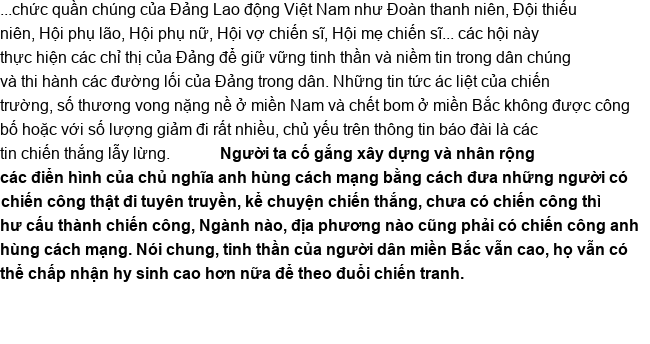 ...chức quần chúng của Đảng Lao động Việt Nam như Đoàn thanh niên, Đội thiếu
niên, Hội phụ lão, Hội phụ nữ, Hội vợ chiến sĩ, Hội mẹ chiến sĩ... các hội này
thực hiện các chỉ thị của Đảng để giữ vững tinh thần và niềm tin trong dân chúng
và thi hành các đường lối của Đảng trong dân. Những tin tức ác liệt của chiến
trường, số thương vong nặng nề ở miền Nam và chết bom ở miền Bắc không được công
bố hoặc với số lượng giảm đi rất nhiều, chủ yếu trên thông tin báo đài là các
tin chiến thắng lẫy lừng. Người ta cố gắng xây dựng và nhân rộng
các điển hình của chủ nghĩa anh hùng cách mạng bằng cách đưa những người có
chiến công thật đi tuyên truyền, kể chuyện chiến thắng, chưa có chiến công thì
hư cấu thành chiến công, Ngành nào, địa phương nào cũng phải có chiến công anh
hùng cách mạng. Nói chung, tinh thần của người dân miền Bắc vẫn cao, họ vẫn có
thể chấp nhận hy sinh cao hơn nữa để theo đuổi chiến tranh.